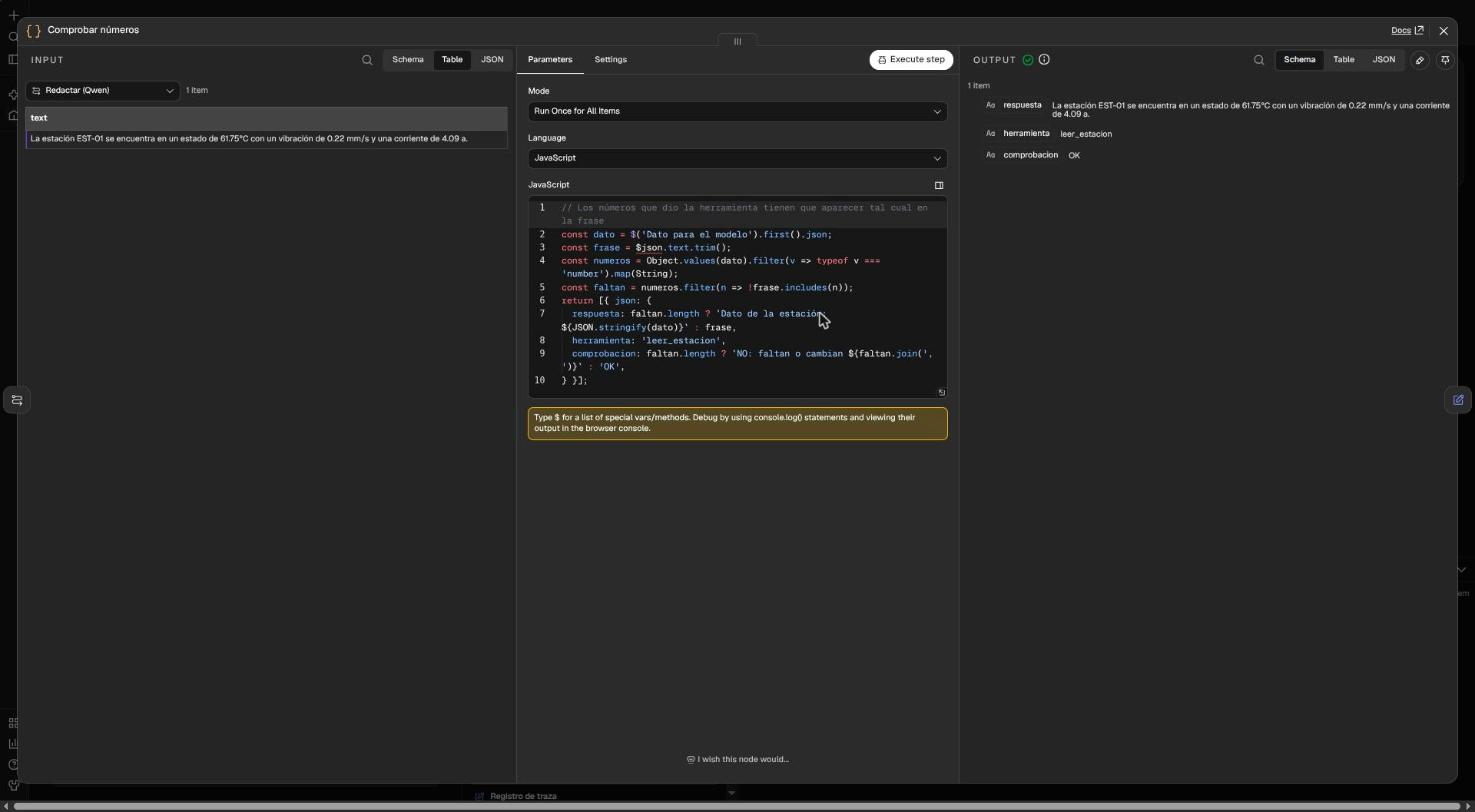 Comprobar números
Docs
INPUT
Schema
Table
JSON
Redactar (Qwen)
1 item
text
La estación EST-01 se encuentra en un estado de 61.75°C con un vibración de 0.22 mm/s y una corriente de 4.09 a.
Parameters
Settings
Execute step
Mode
Run Once for All Items
Language
JavaScript
JavaScript
1 // Los números que dio la herramienta tienen que aparecer tal cual en
la frase
2 const dato = $('Dato para el modelo').first().json;
3 const frase = $json.text.trim();
4 const numeros = Object.values(dato).filter(v => typeof v ===
'number').map(String);
5 const faltan = numeros.filter(n => !frase.includes(n));
6 return [{ json: {
7 respuesta: faltan.length ? `Dato de la estación:
${JSON.stringify(dato)}` : frase,
8 herramienta: 'leer_estacion',
9 comprobacion: faltan.length ? `NO: faltan o cambian ${faltan.join(',
')}` : 'OK',
10 } }];
Type $ for a list of special vars/methods. Debug by using console.log() statements and viewing their
output in the browser console.
I wish this node would...
OUTPUT
Schema
Table
JSON
1 item
respuesta La estación EST-01 se encuentra en un estado de 61.75°C con un vibración de 0.22 mm/s y una corriente
de 4.09 a.
herramienta leer_estacion
comprobacion OK
Registro de traza